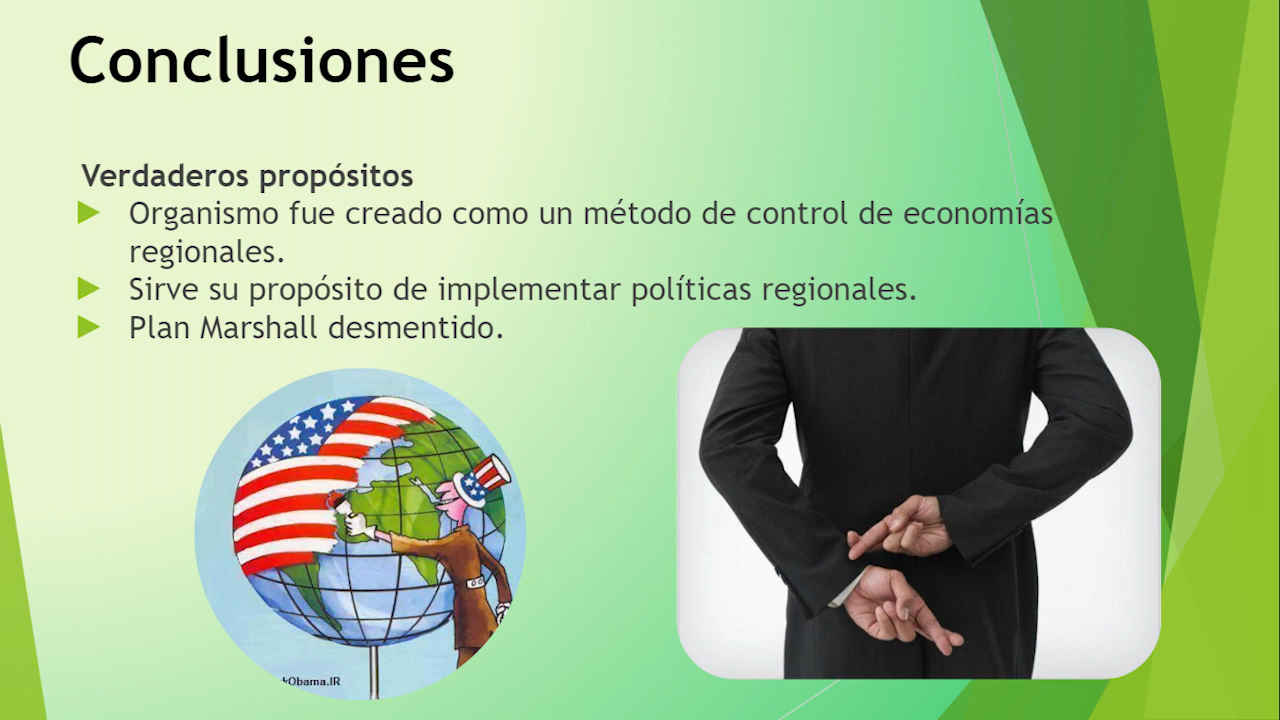 Conclusiones
Verdaderos propósitos
Organismo fue creado como un método de control de economías
regionales.
Sirve su propósito de implementar políticas regionales.
Plan Marshall desmentido.
Obama.IR